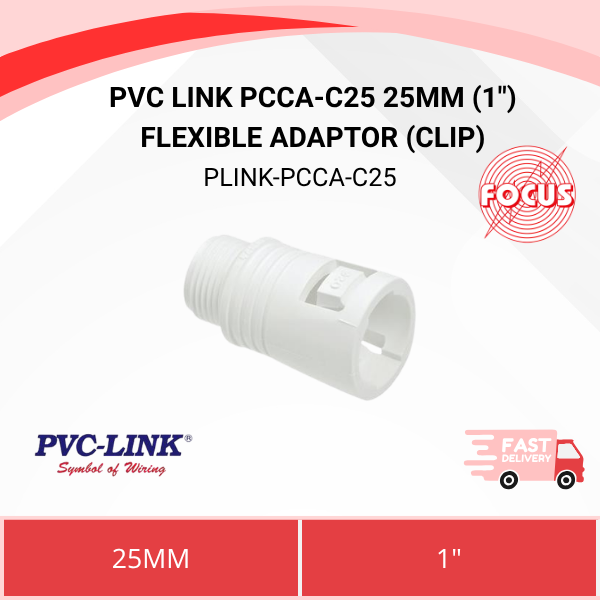 PVC LINK PCCA-C25 25MM (1")
FLEXIBLE ADAPTOR (CLIP)
PLINK-PCCA-C25
FOCUS
PVC-LINK®
Symbol of Wiring
FAST
DELIVERY
25MM
1"